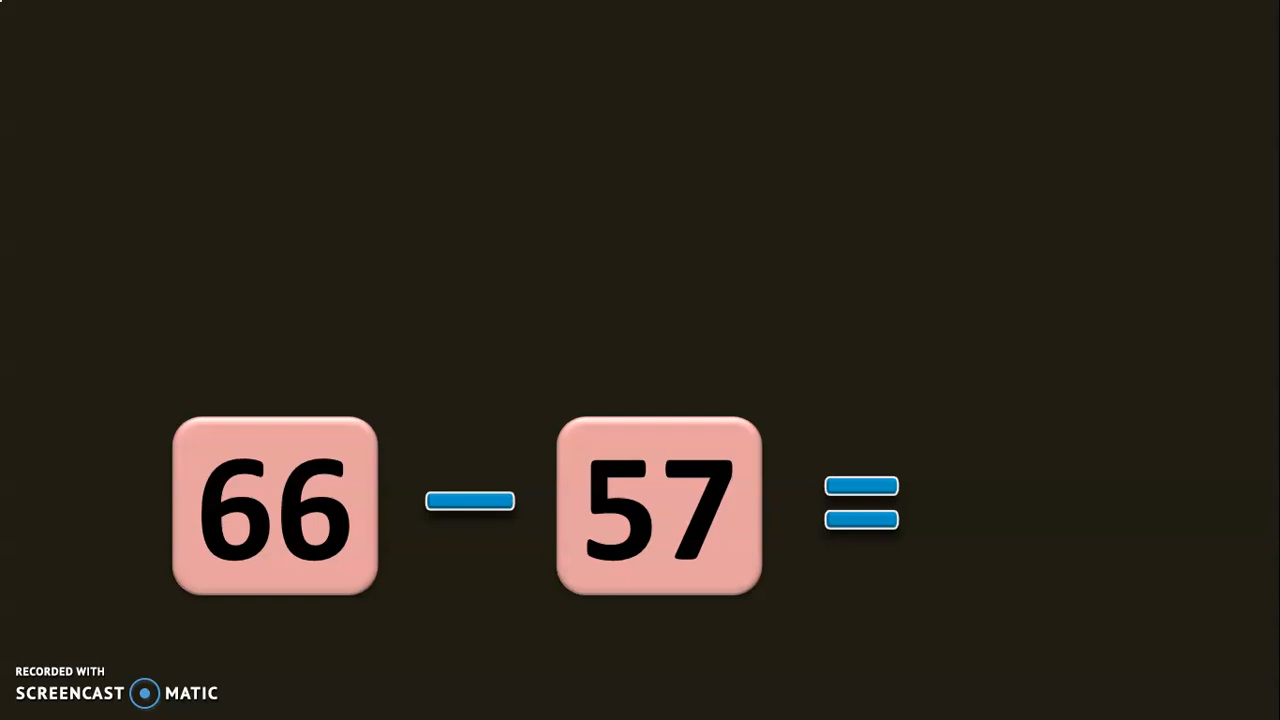 66 − 57 =
RECORDED WITH
SCREENCAST MATIC